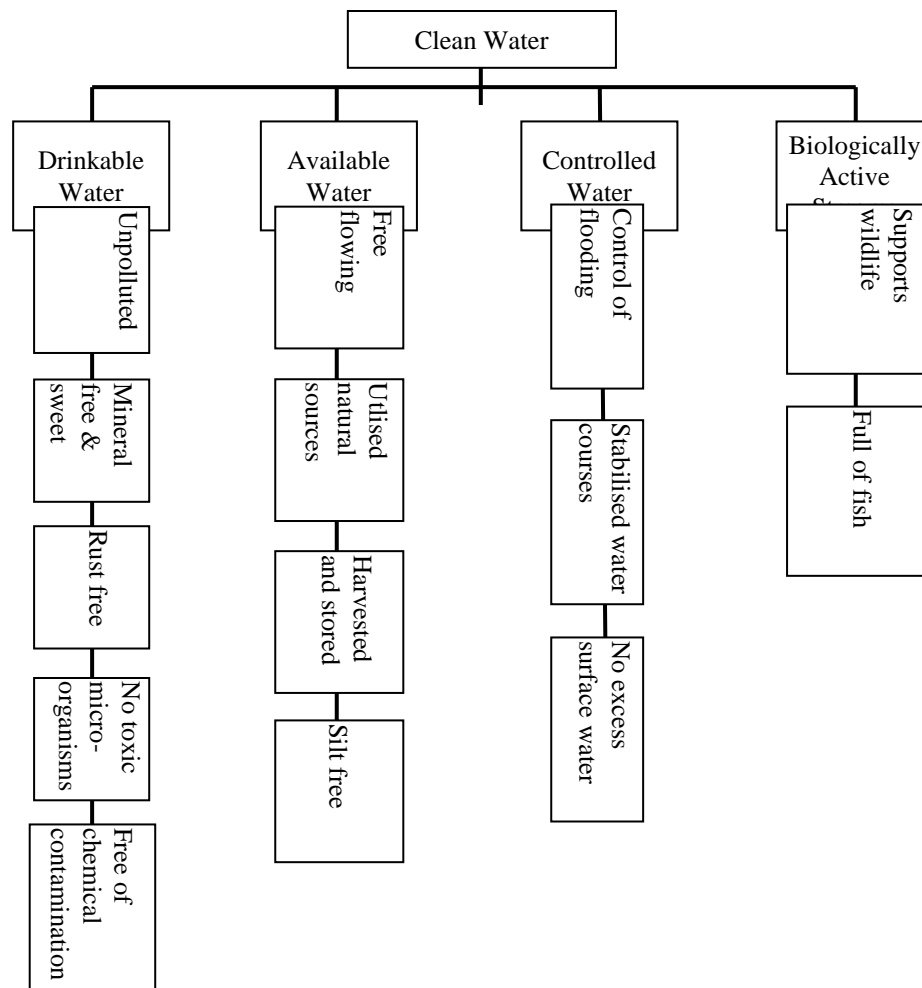 Clean Water
Drinkable
Water
Unpolluted
Mineral
free &
sweet
Rust free
No toxic
micro-
organisms
Free of
chemical
contamination
Available
Water
Free
flowing
Utlised
natural
sources
Harvested
and stored
Silt free
Controlled
Water
Control of
flooding
Stabilised water
courses
No excess
surface water
Biologically
Active
Supports
wildlife
Full of fish